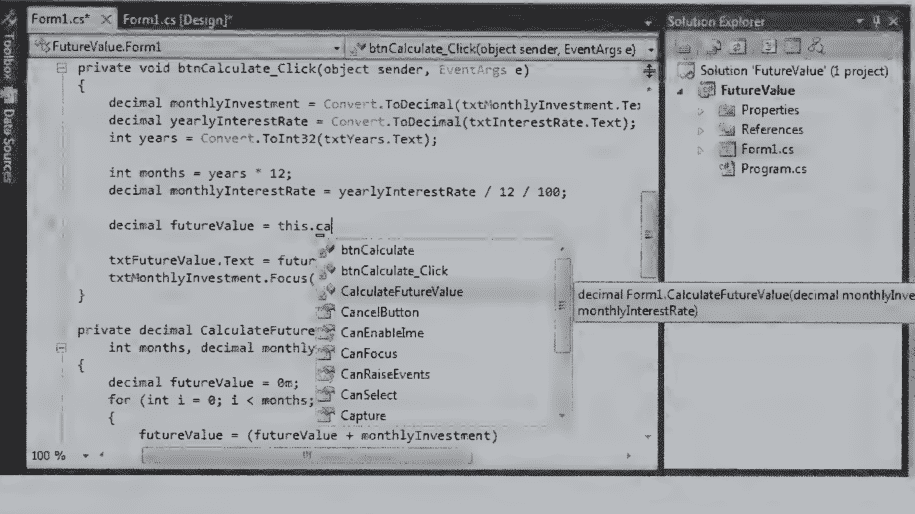 Form1.cs* Form1.cs [Design]*
FutureValue.Form1
btnCalculate_Click(object sender, EventArgs e)
private void btnCalculate_Click(object sender, EventArgs e)
{
decimal monthlyInvestment = Convert.ToDecimal(txtMonthlyInvestment.Te
decimal yearlyInterestRate = Convert.ToDecimal(txtInterestRate.Text);
int years = Convert.ToInt32(txtYears.Text);
int months = years * 12;
decimal monthlyInterestRate = yearlyInterestRate / 12 / 100;
decimal futureValue = this.ca
txtFutureValue.Text = futur
txtMonthlyInvestment.Focus(
}
private decimal CalculateFuture
int months, decimal monthly
{
decimal futureValue = 0m;
for (int i = 0; i < months;
{
futureValue = (futureValue + monthlyInvestment)
btnCalculate
btnCalculate_Click
CalculateFutureValue
CancelButton
CanEnableIme
CanFocus
CanRaiseEvents
CanSelect
Capture
decimal Form1.CalculateFutureValue(decimal monthlyInve
monthlyInterestRate)
100 %
Toolbox
Data Sources
Solution Explorer
Solution 'FutureValue' (1 project)
FutureValue
Properties
References
Form1.cs
Program.cs